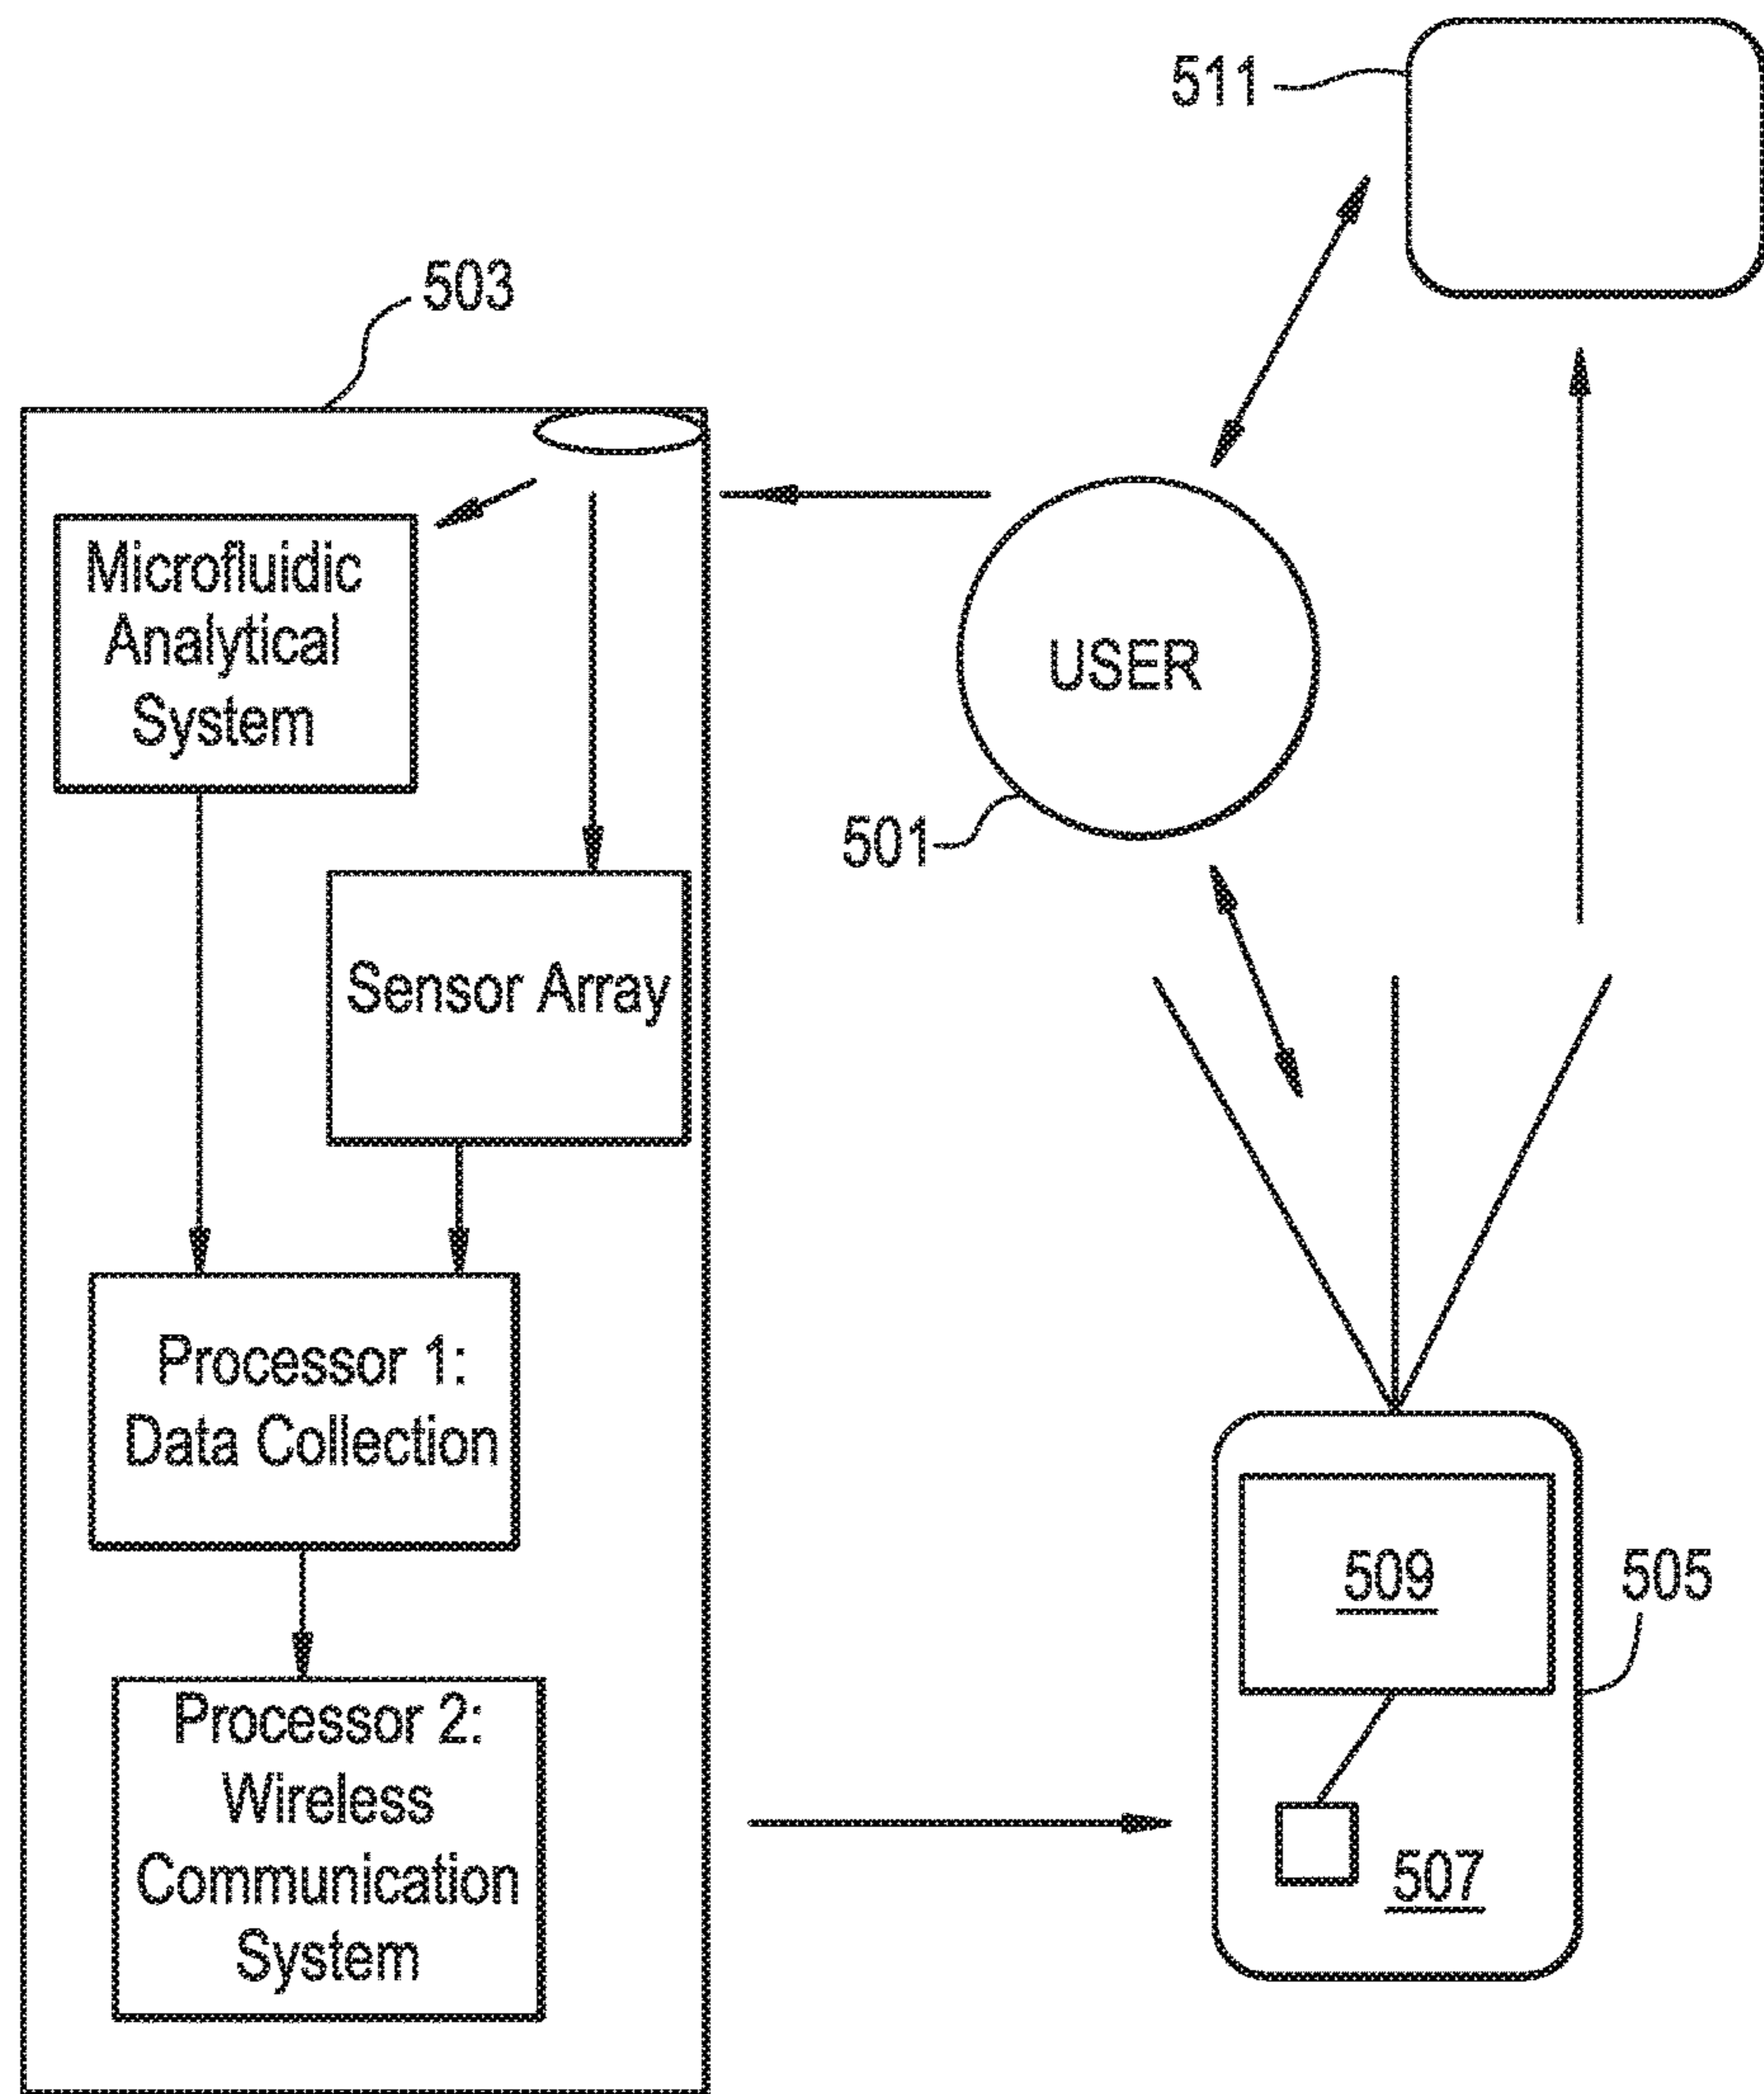 511
503
Microfluidic
Analytical
System
USER
501
Sensor Array
Processor 1:
Data Collection
509
505
Processor 2:
Wireless
Communication
System
507